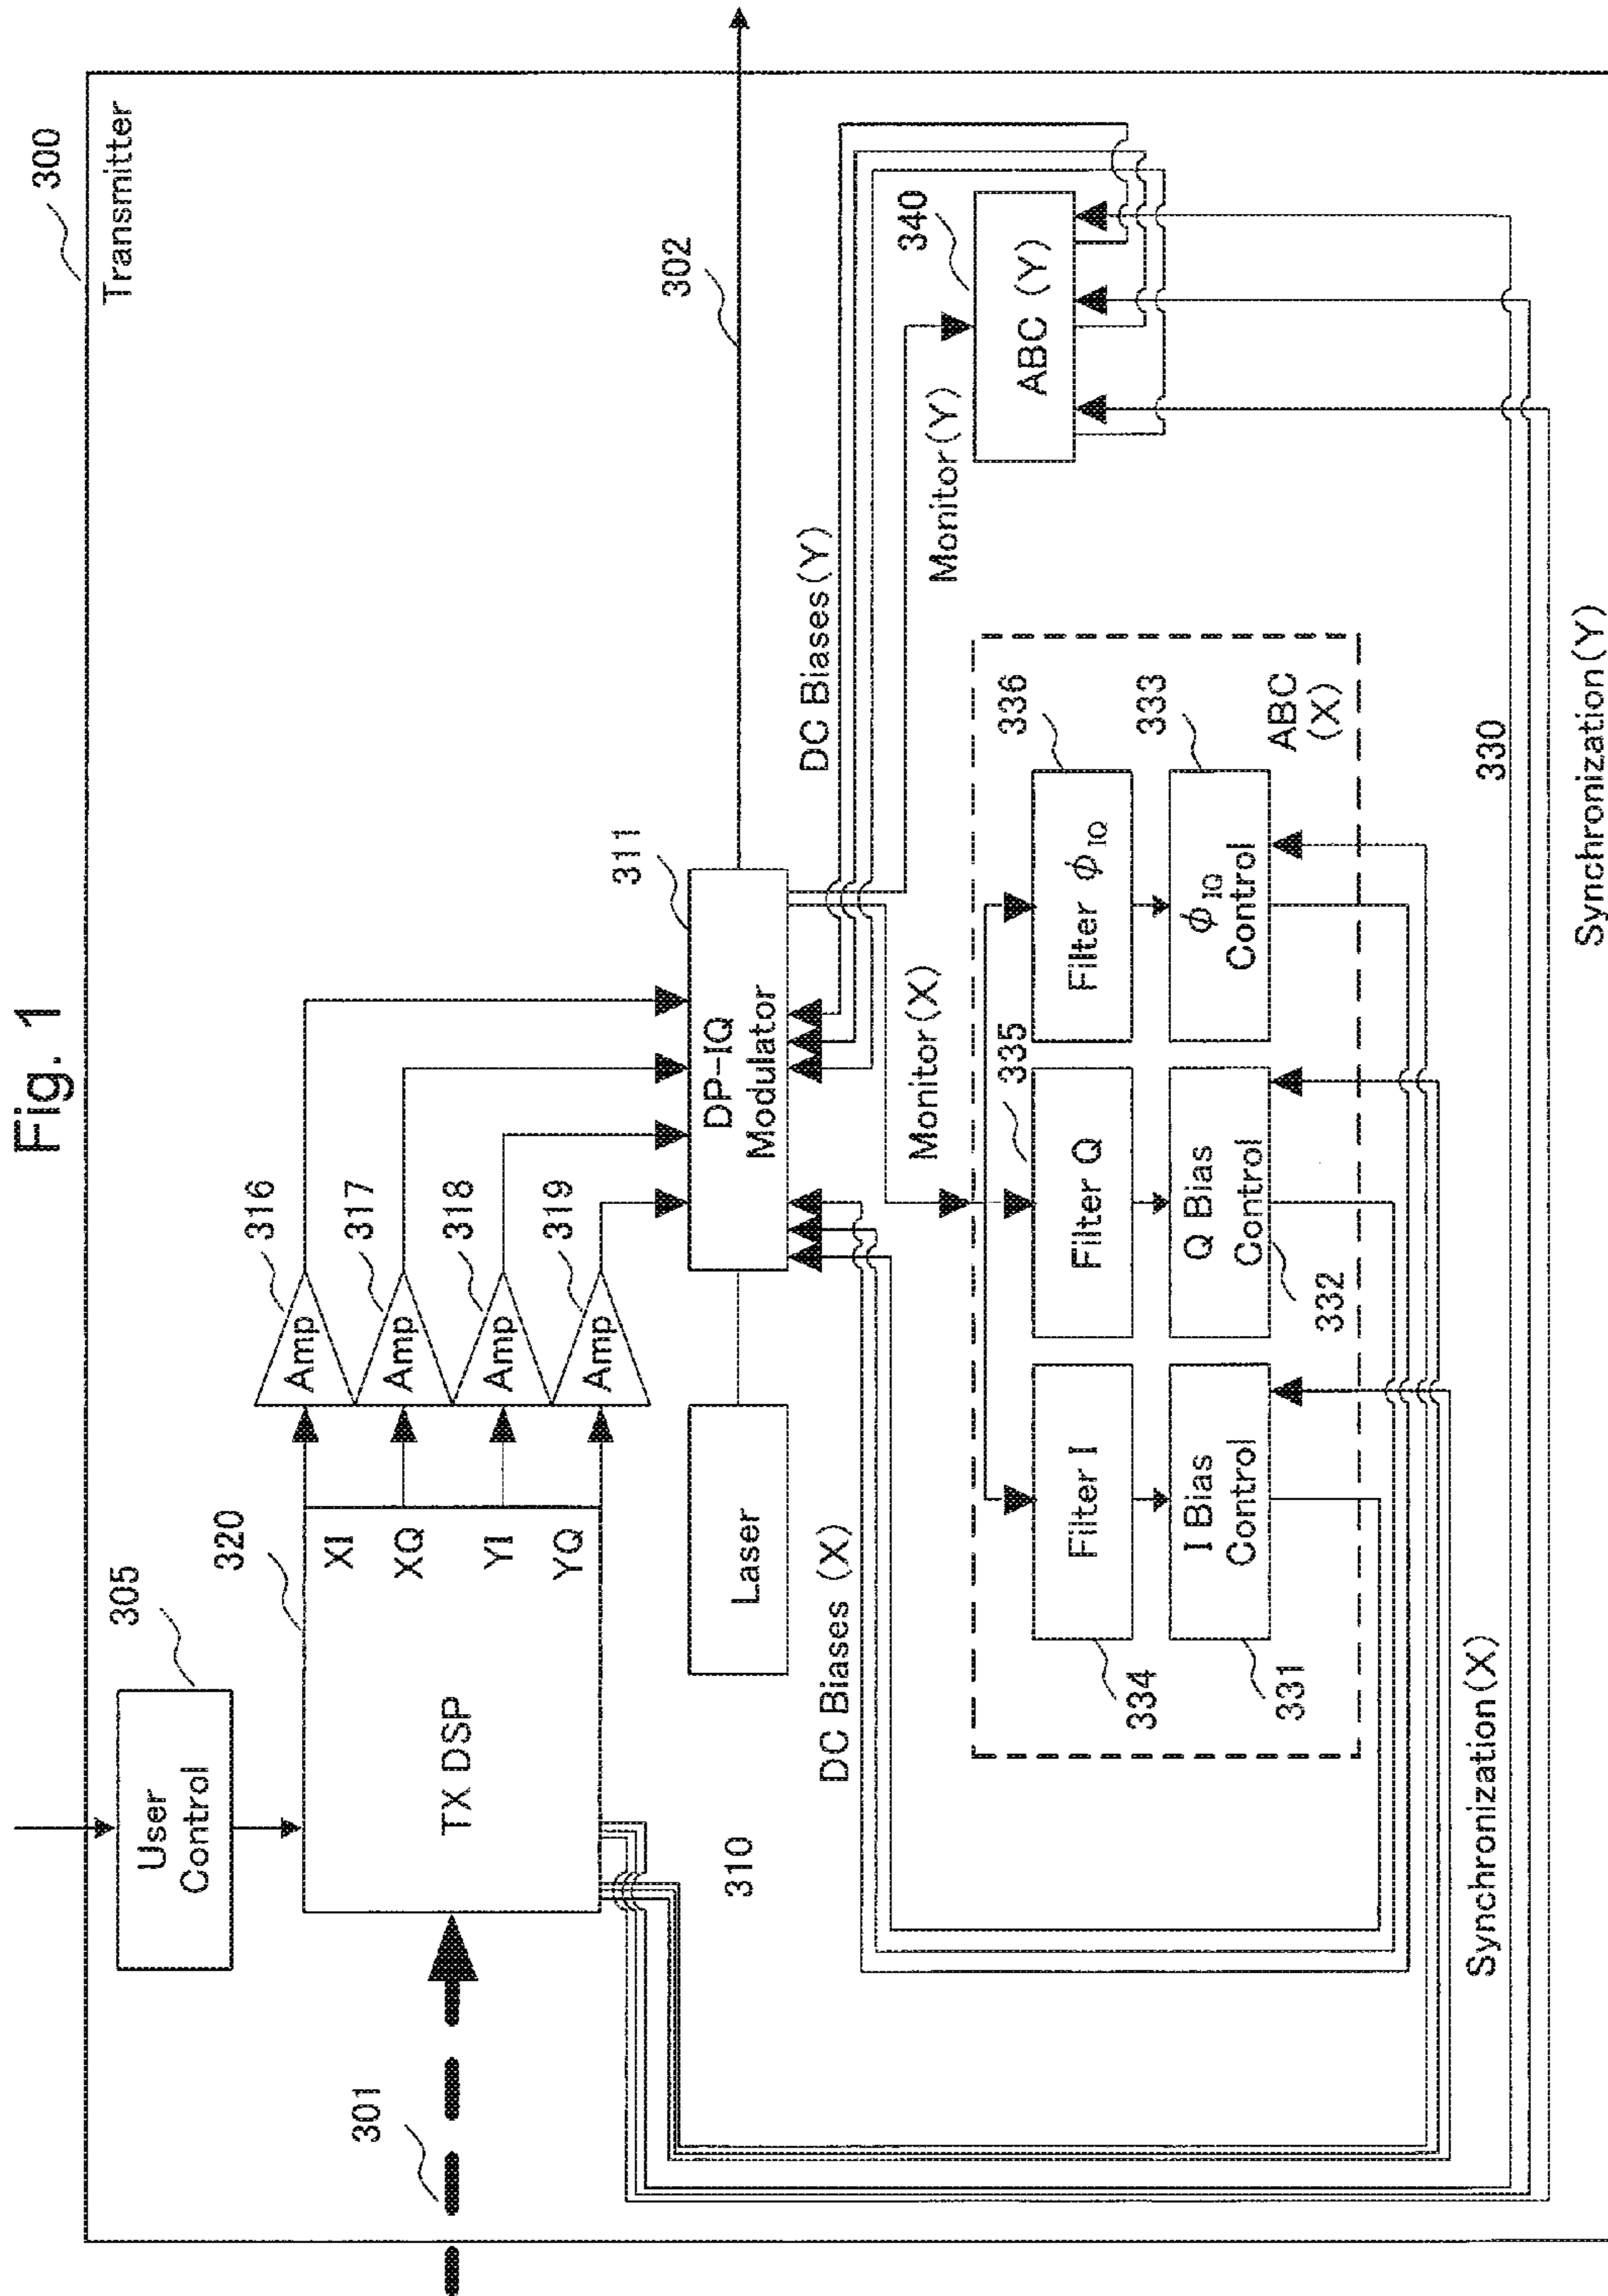 Fig. 1
300
Transmitter
305
User
Control
320
301
TX DSP
XI
XQ
YI
YQ
316
Amp
317
Amp
318
Amp
319
Amp
310
Laser
311
DP-IQ
Modulator
302
DC Biases (X)
Monitor(X)
DC Biases(Y)
Monitor(Y)
340
ABC (Y)
334
Filter I
335
Filter Q
336
Filter ϕIQ
331
I Bias
Control
332
Q Bias
Control
333
ϕIQ
Control
ABC
(X)
330
Synchronization(X)
Synchronization(Y)